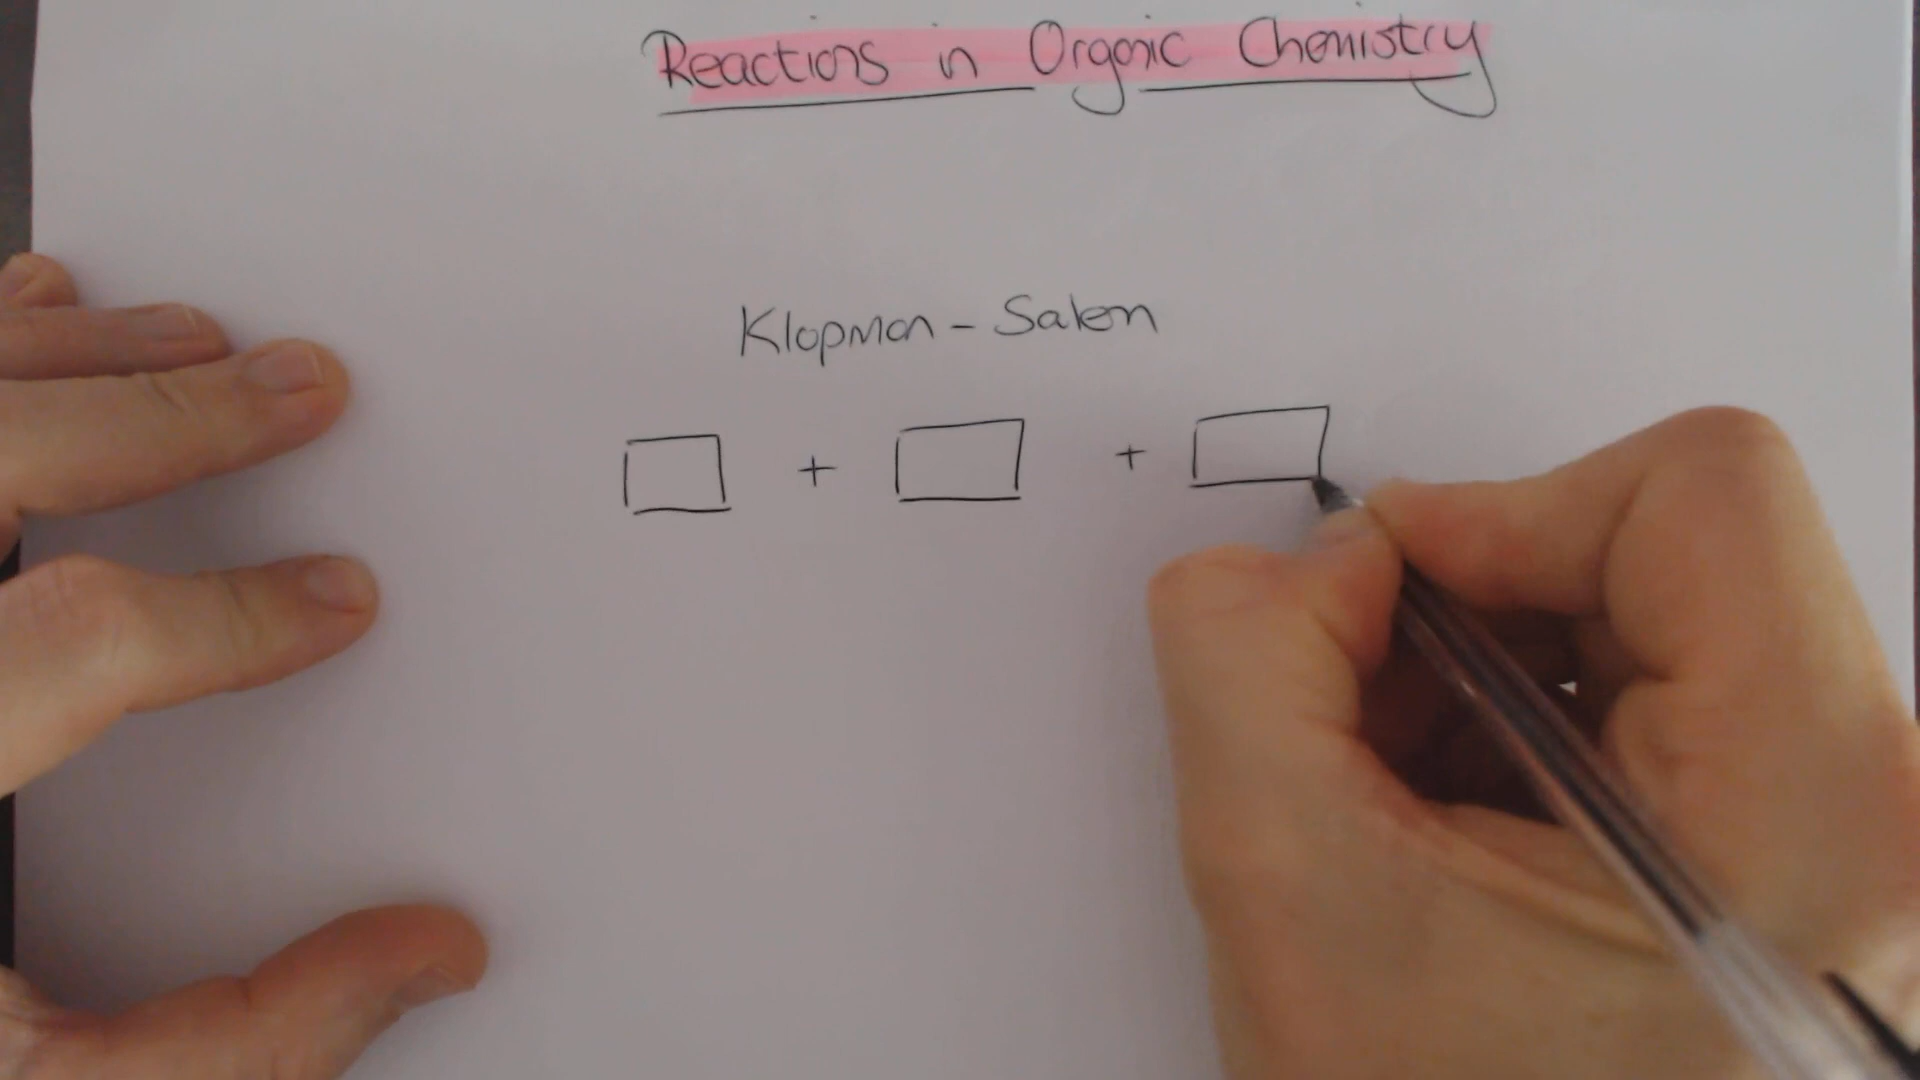 Reactions in Organic Chemistry
Klopman - Salem
+ +